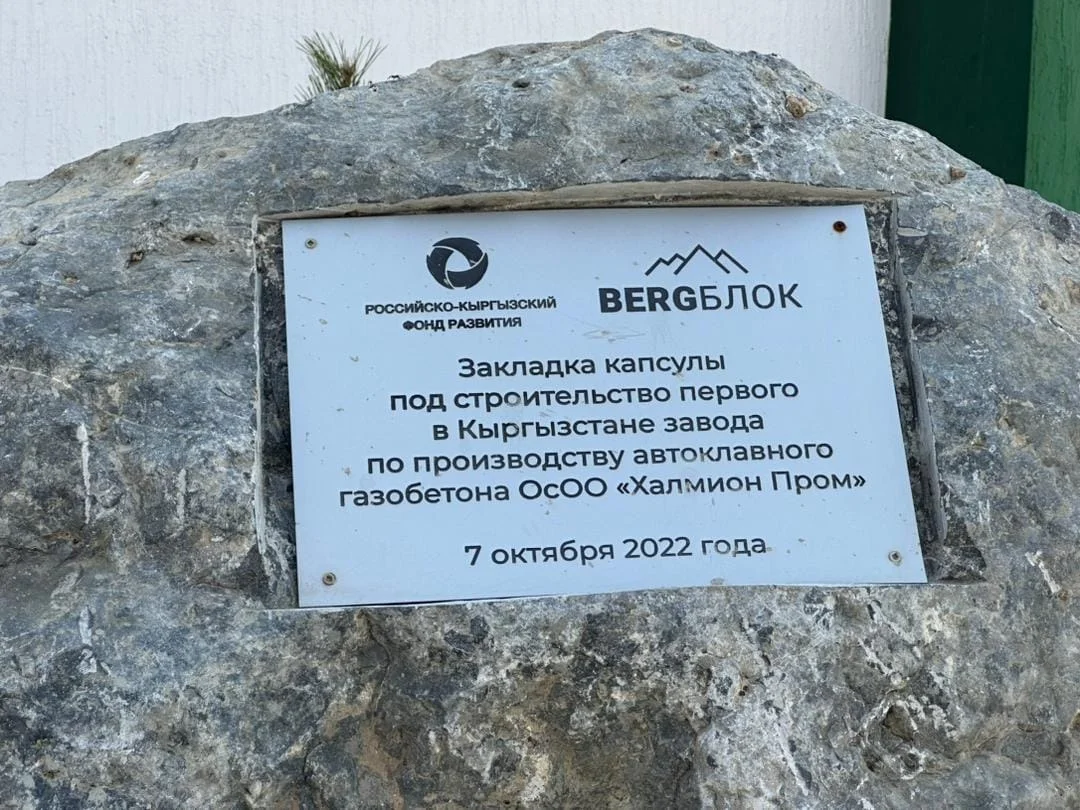 РОССИЙСКО-КЫРГЫЗСКИЙ
ФОНД РАЗВИТИЯ
BERGБЛОК
Закладка капсулы
под строительство первого
в Кыргызстане завода
по производству автоклавного
газобетона ОсОО «Халмион Пром»
7 октября 2022 года